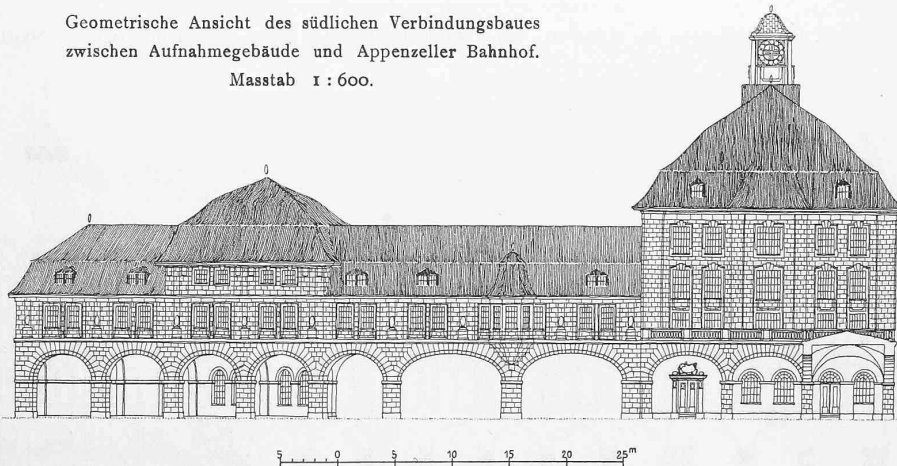 Geometrische Ansicht des südlichen Verbindungsbaues
zwischen Aufnahmegebäude und Appenzeller Bahnhof.
Masstab 1 : 600.
5 0 5 10 15 20 25 m